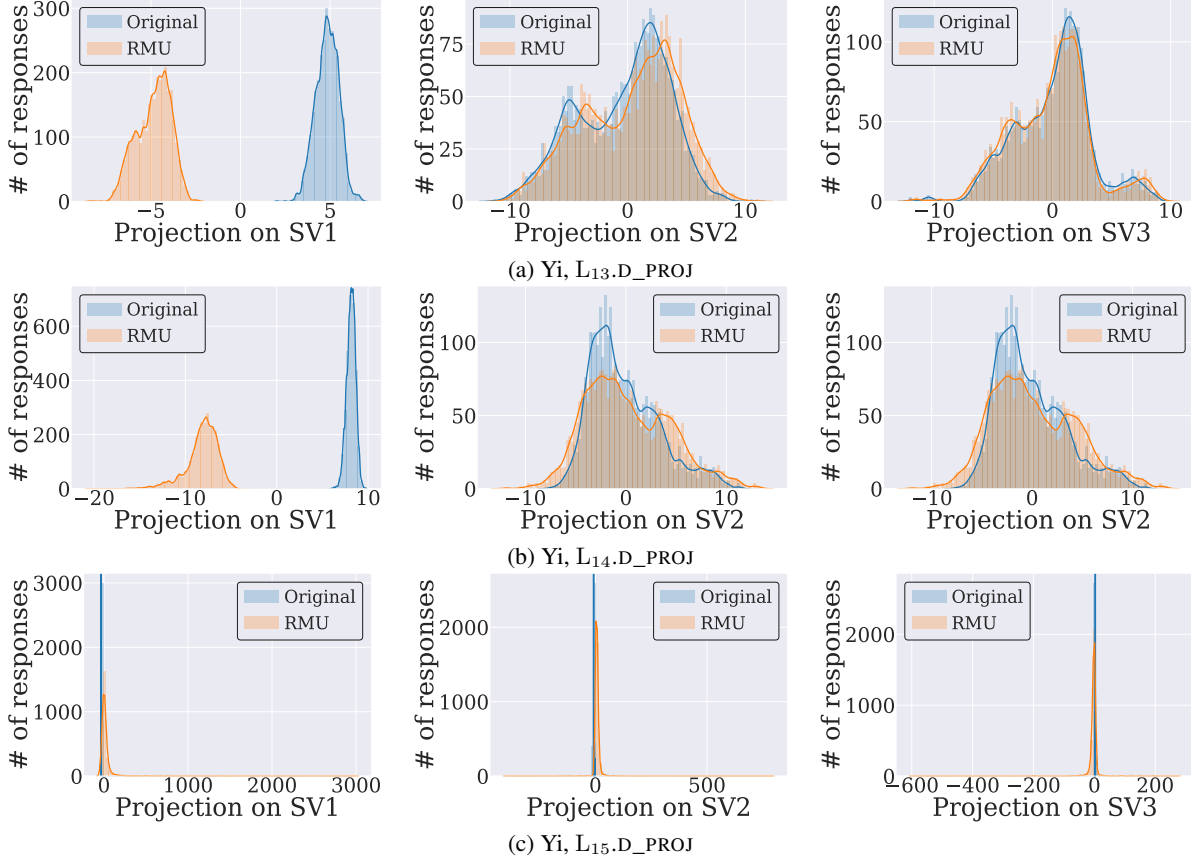 # of responses
300
200
100
0
Original
RMU
−5
0
5
Projection on SV1
# of responses
75
50
25
0
Original
RMU
−10
0
10
Projection on SV2
# of responses
100
50
0
Original
RMU
−10
0
10
Projection on SV3
(a) Yi, L13.D_PROJ
# of responses
600
400
200
0
Original
RMU
−20
−10
0
10
Projection on SV1
# of responses
100
50
0
Original
RMU
−10
0
10
Projection on SV2
# of responses
100
50
0
Original
RMU
−10
0
10
Projection on SV2
(b) Yi, L14.D_PROJ
# of responses
3000
2000
1000
0
Original
RMU
0
1000
2000
3000
Projection on SV1
# of responses
2000
1000
0
Original
RMU
0
500
Projection on SV2
# of responses
2000
1000
0
Original
RMU
−600
−400
−200
0
200
Projection on SV3
(c) Yi, L15.D_PROJ